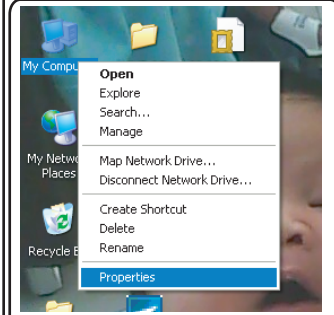 My Compu
Open
Explore
Search...
Manage
My Netwo
Places
Map Network Drive...
Disconnect Network Drive...
Create Shortcut
Delete
Rename
Recycle B
Properties